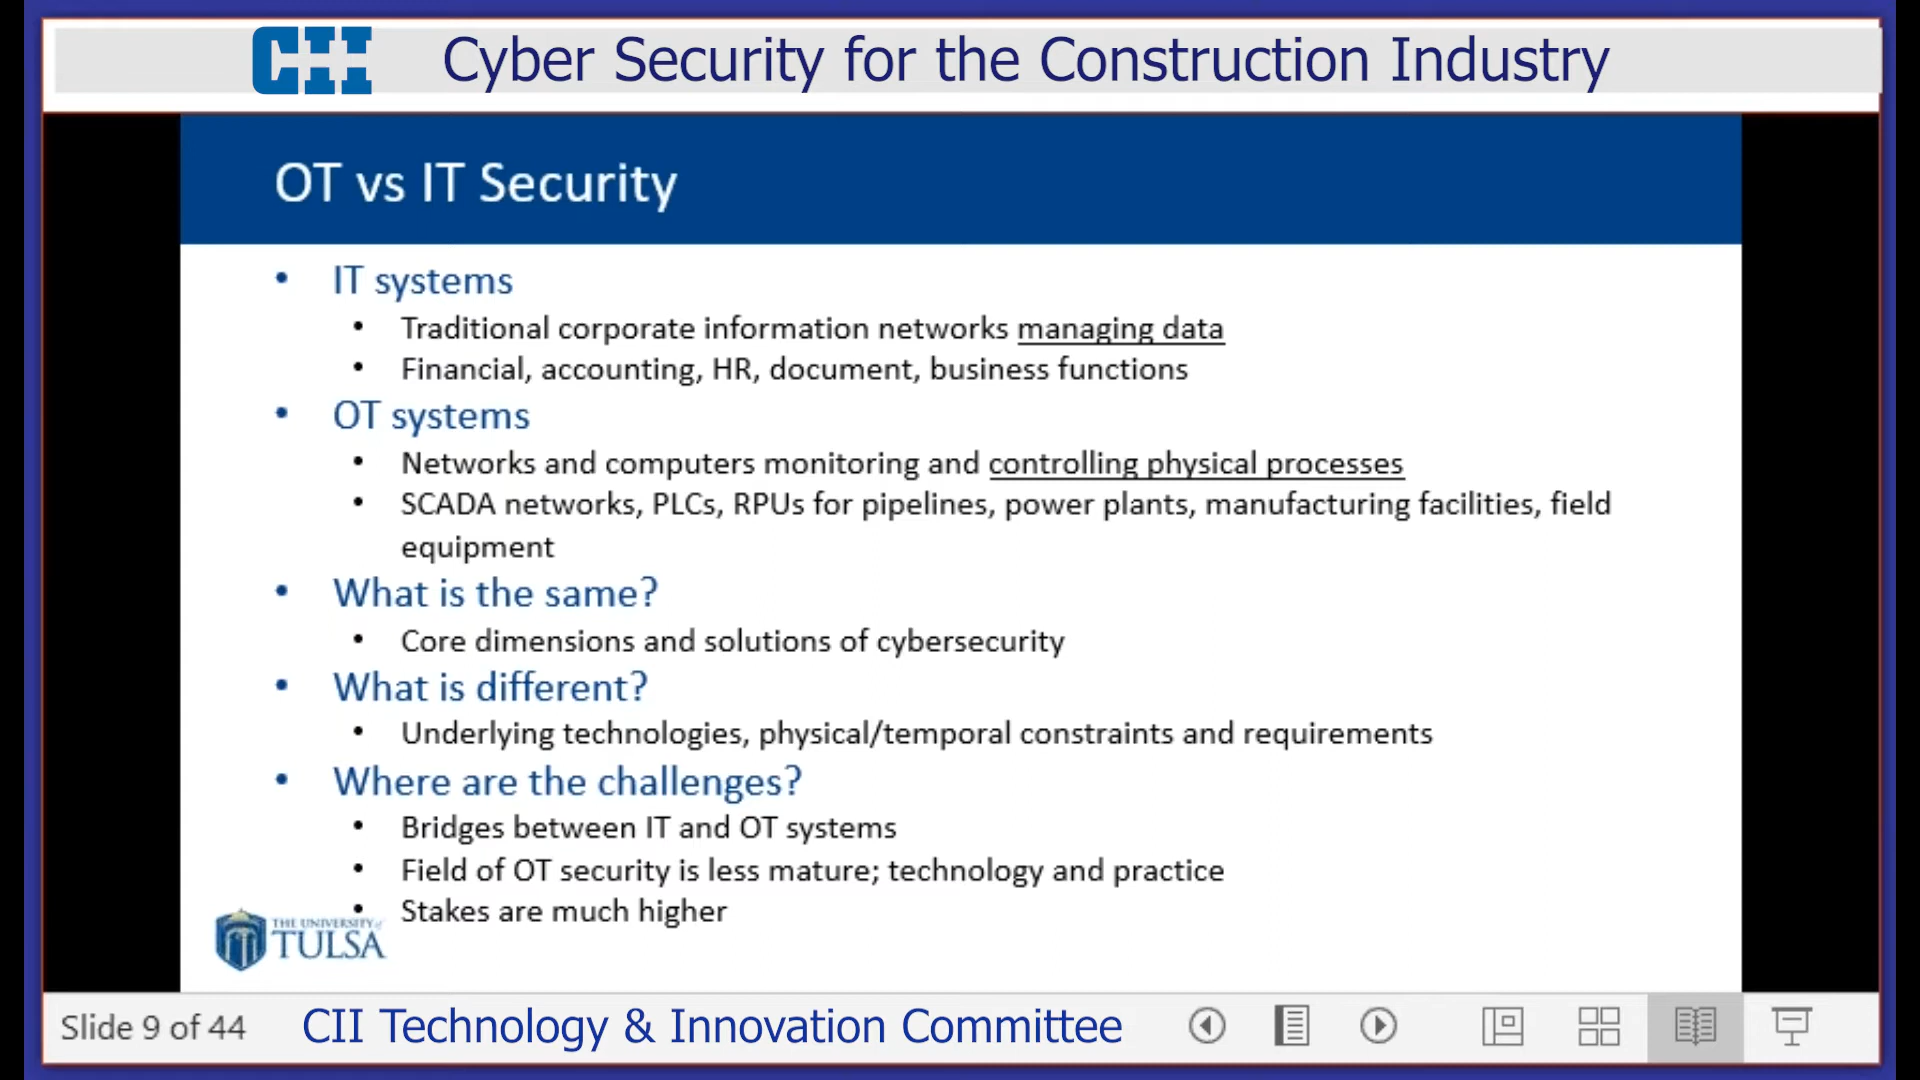 CII Cyber Security for the Construction Industry
OT vs IT Security
• IT systems
• Traditional corporate information networks managing data
• Financial, accounting, HR, document, business functions
• OT systems
• Networks and computers monitoring and controlling physical processes
• SCADA networks, PLCs, RPUs for pipelines, power plants, manufacturing facilities, field
equipment
• What is the same?
• Core dimensions and solutions of cybersecurity
• What is different?
• Underlying technologies, physical/temporal constraints and requirements
• Where are the challenges?
• Bridges between IT and OT systems
• Field of OT security is less mature; technology and practice
• Stakes are much higher
THE UNIVERSITY of
TULSA
Slide 9 of 44 CII Technology & Innovation Committee